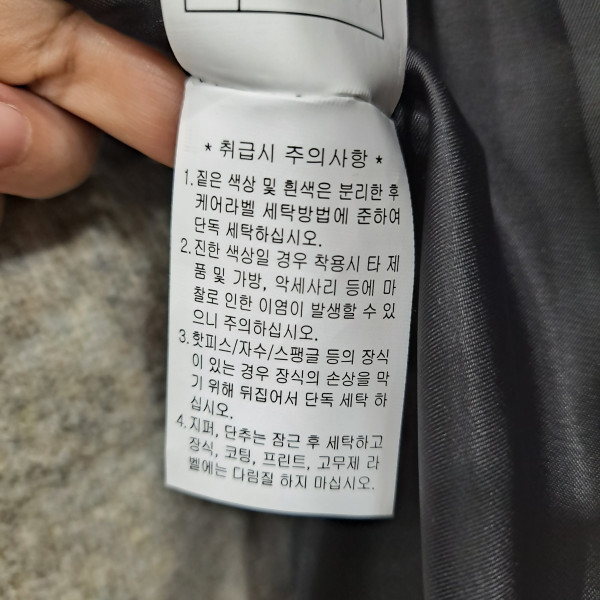 * 취급시 주의사항 *
1. 짙은 색상 및 흰색은 분리한 후
케어라벨 세탁방법에 준하여
단독 세탁하십시오.
2. 진한 색상일 경우 착용시 타 제
품 및 가방, 악세사리 등에 마
찰로 인한 이염이 발생할 수 있
으니 주의하십시오.
3. 핫피스/자수/스팽글 등의 장식
이 있는 경우 장식의 손상을 막
기 위해 뒤집어서 단독 세탁 하
십시오.
4. 지퍼, 단추는 잠근 후 세탁하고
장식, 코팅, 프린트, 고무제 라
벨에는 다림질 하지 마십시오.